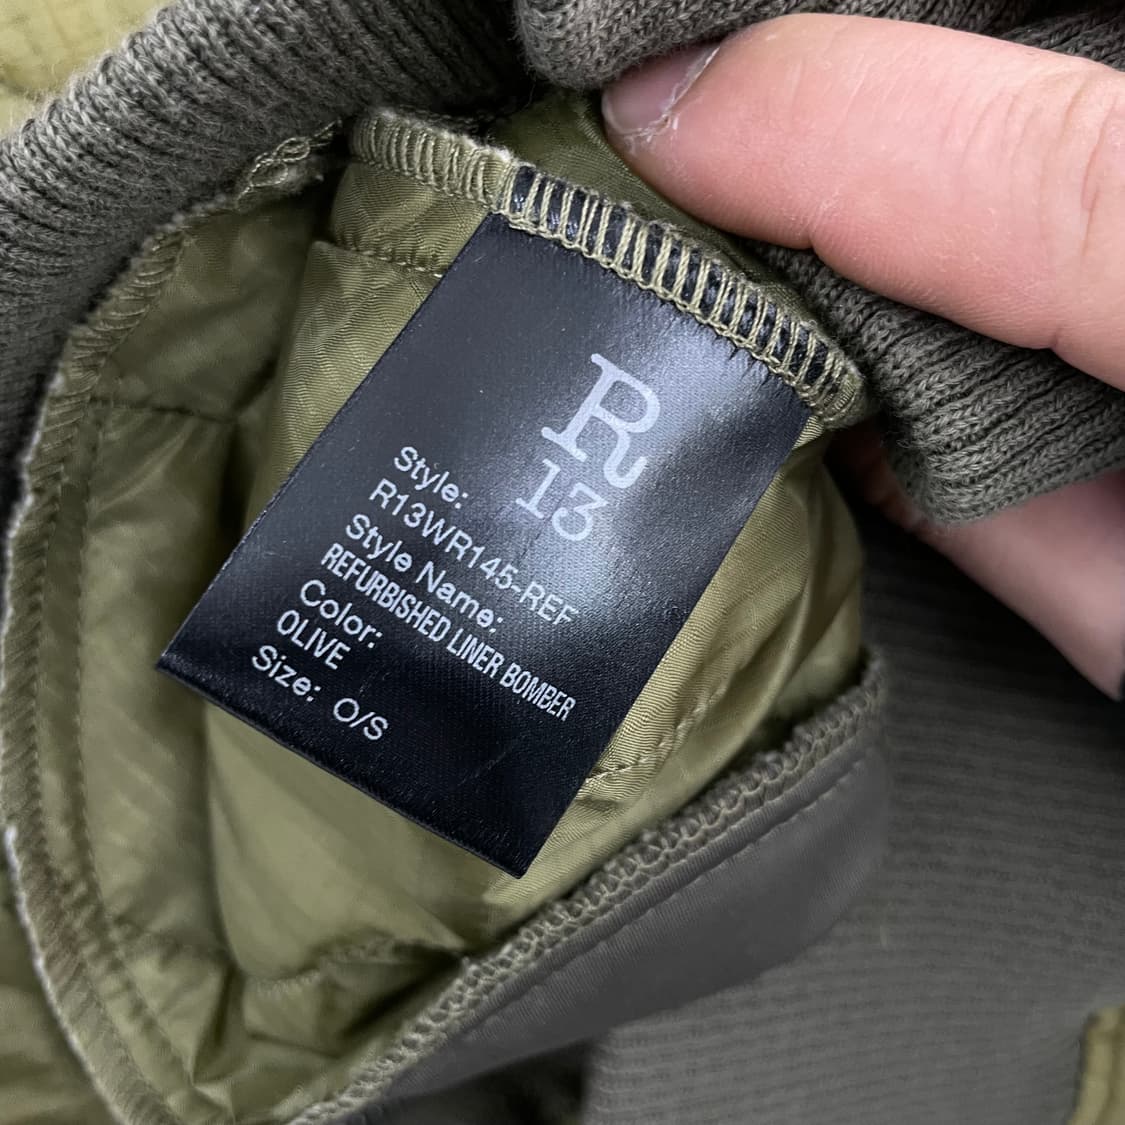 R
13
Style:
R13WR145-REF
Style Name:
REFURBISHED LINER BOMBER
Color:
OLIVE
Size: O/S